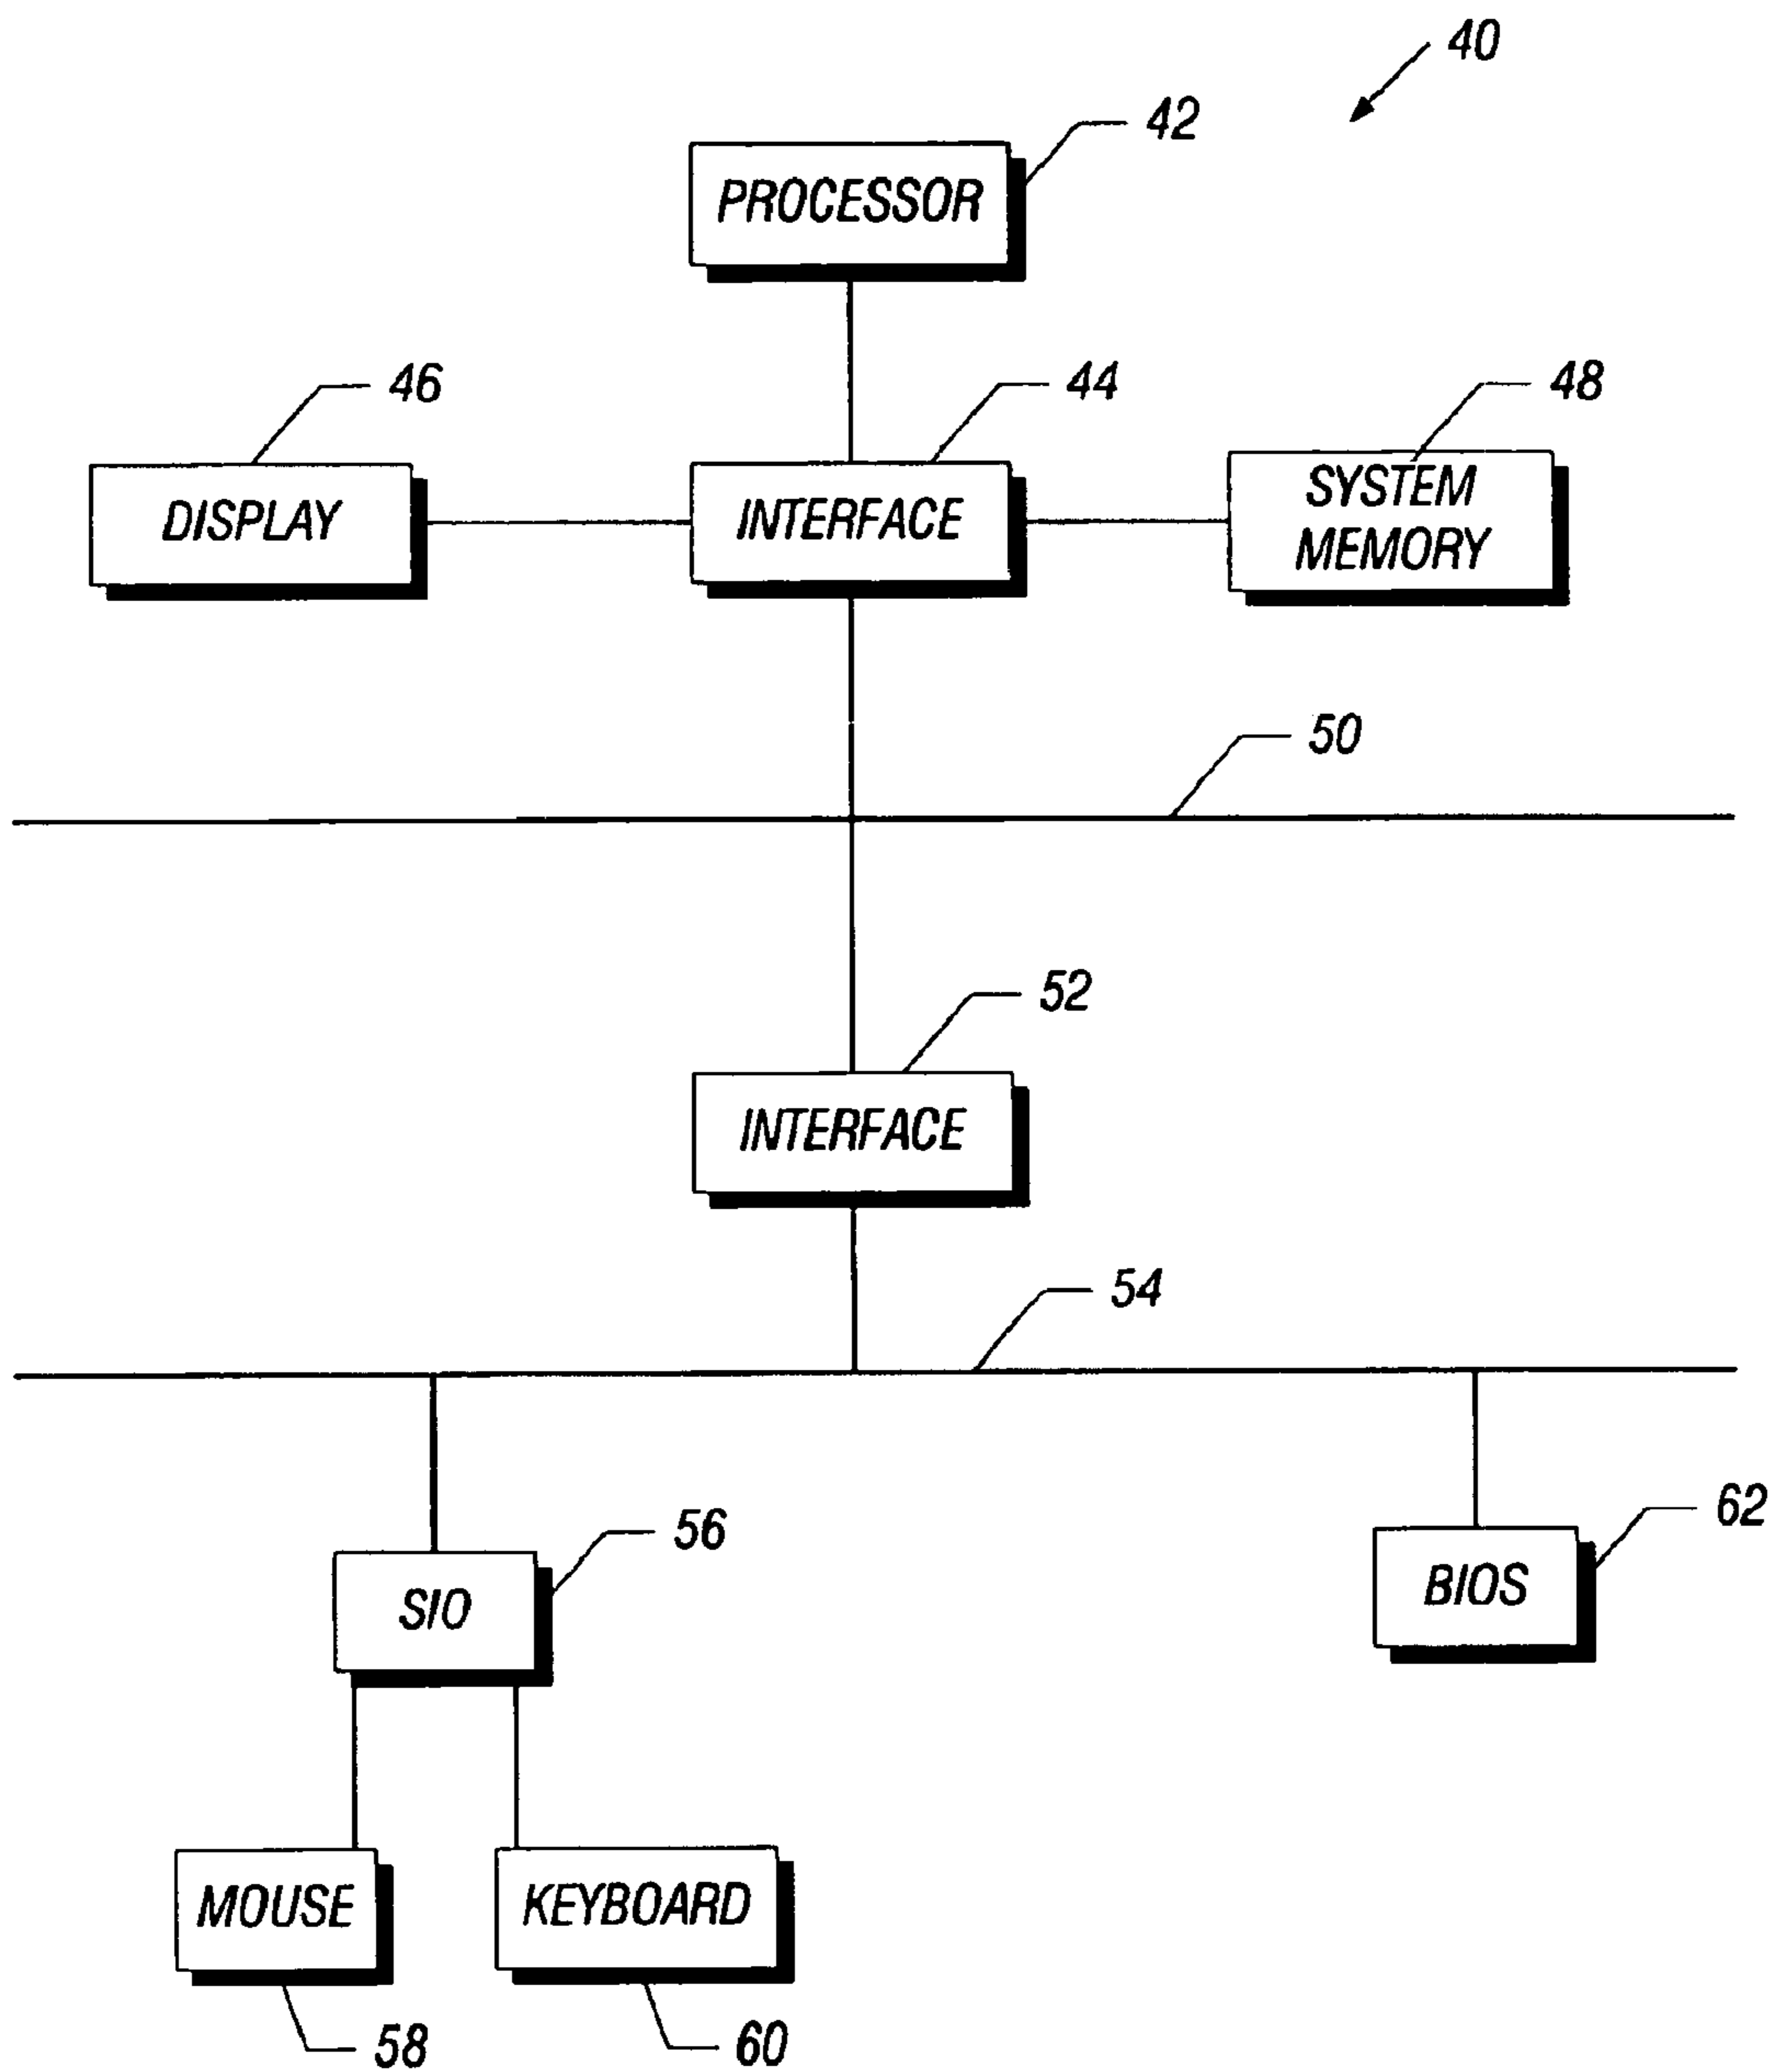 40
42
PROCESSOR
46
44
48
DISPLAY
INTERFACE
SYSTEM
MEMORY
50
52
INTERFACE
54
56
62
SIO
BIOS
MOUSE
KEYBOARD
58
60